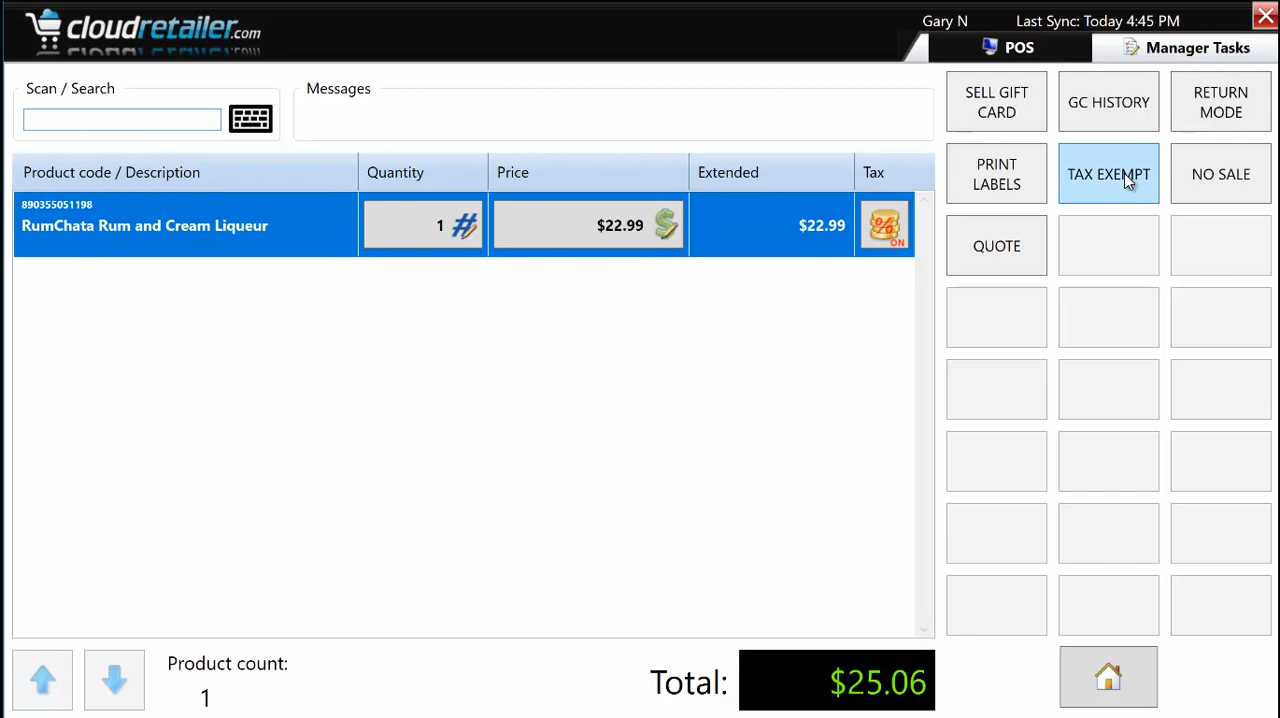 cloudretailer.com
Gary N
Last Sync: Today 4:45 PM
POS
Manager Tasks
Scan / Search
Messages
SELL GIFT
CARD
GC HISTORY
RETURN
MODE
PRINT
LABELS
TAX EXEMPT
NO SALE
QUOTE
Product code / Description
Quantity
Price
Extended
Tax
890355051198
RumChata Rum and Cream Liqueur
1
$22.99
$22.99
ON
Product count:
1
Total:
$25.06